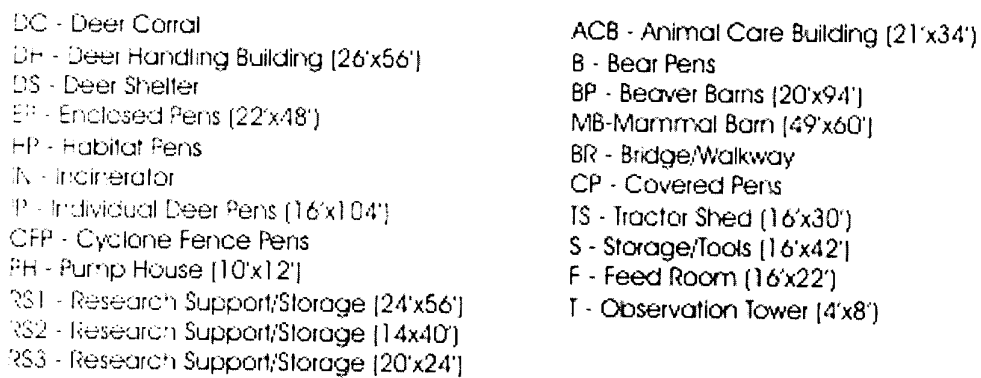 DC - Deer Corral
DH - Deer Handling Building (26'x56')
DS - Deer Shelter
EP - Enclosed Pens (22'x48')
HP - Habitat Pens
IN - Incinerator
IP - Individual Deer Pens (16'x104')
CFP - Cyclone Fence Pens
PH - Pump House (10'x12')
RS1 - Research Support/Storage (24'x56')
RS2 - Research Support/Storage (14x40')
RS3 - Research Support/Storage (20'x24')
ACB - Animal Care Building (21'x34')
B - Bear Pens
BP - Beaver Barns (20'x94')
MB-Mammal Barn (49'x60')
BR - Bridge/Walkway
CP - Covered Pens
TS - Tractor Shed (16'x30')
S - Storage/Tools (16'x42')
F - Feed Room (16'x22')
T - Observation Tower (4'x8')